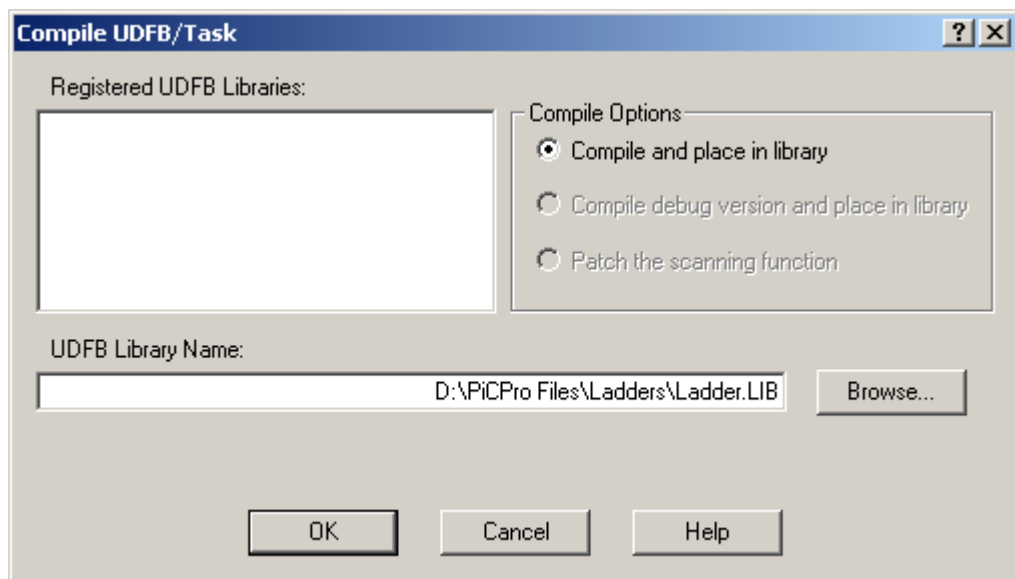 Compile UDFB/Task
Registered UDFB Libraries:
Compile Options
Compile and place in library
Compile debug version and place in library
Patch the scanning function
UDFB Library Name:
D:\PiCPro Files\Ladders\Ladder.LIB
Browse...
OK
Cancel
Help